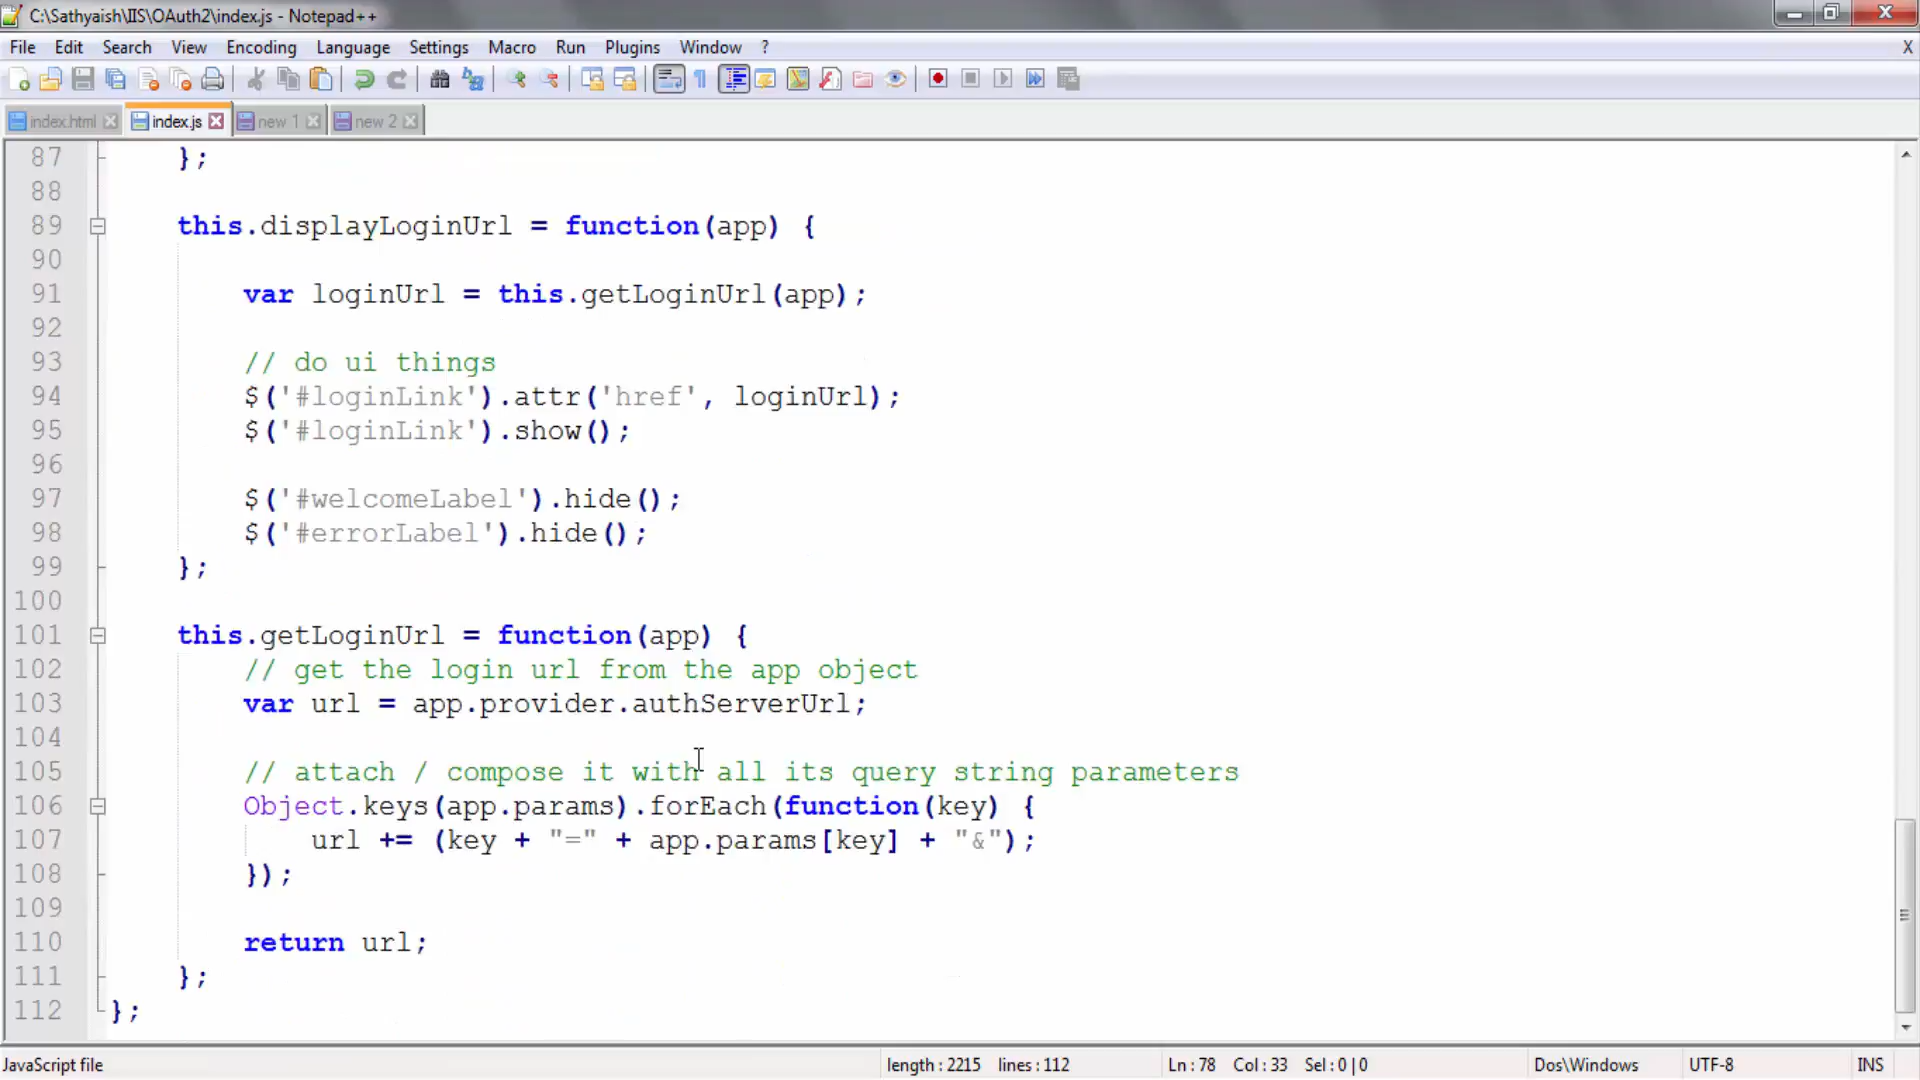 C:\Sathyaish\IIS\OAuth2\index.js - Notepad++
File Edit Search View Encoding Language Settings Macro Run Plugins Window ? X
index.html index.js new 1 new 2
87 };
88
89 this.displayLoginUrl = function(app) {
90
91 var loginUrl = this.getLoginUrl(app);
92
93 // do ui things
94 $('#loginLink').attr('href', loginUrl);
95 $('#loginLink').show();
96
97 $('#welcomeLabel').hide();
98 $('#errorLabel').hide();
99 };
100
101 this.getLoginUrl = function(app) {
102 // get the login url from the app object
103 var url = app.provider.authServerUrl;
104
105 // attach / compose it with all its query string parameters
106 Object.keys(app.params).forEach(function(key) {
107 url += (key + "=" + app.params[key] + "&");
108 });
109
110 return url;
111 };
112 };
JavaScript file length : 2215 lines : 112 Ln : 78 Col : 33 Sel : 0 | 0 Dos\Windows UTF-8 INS